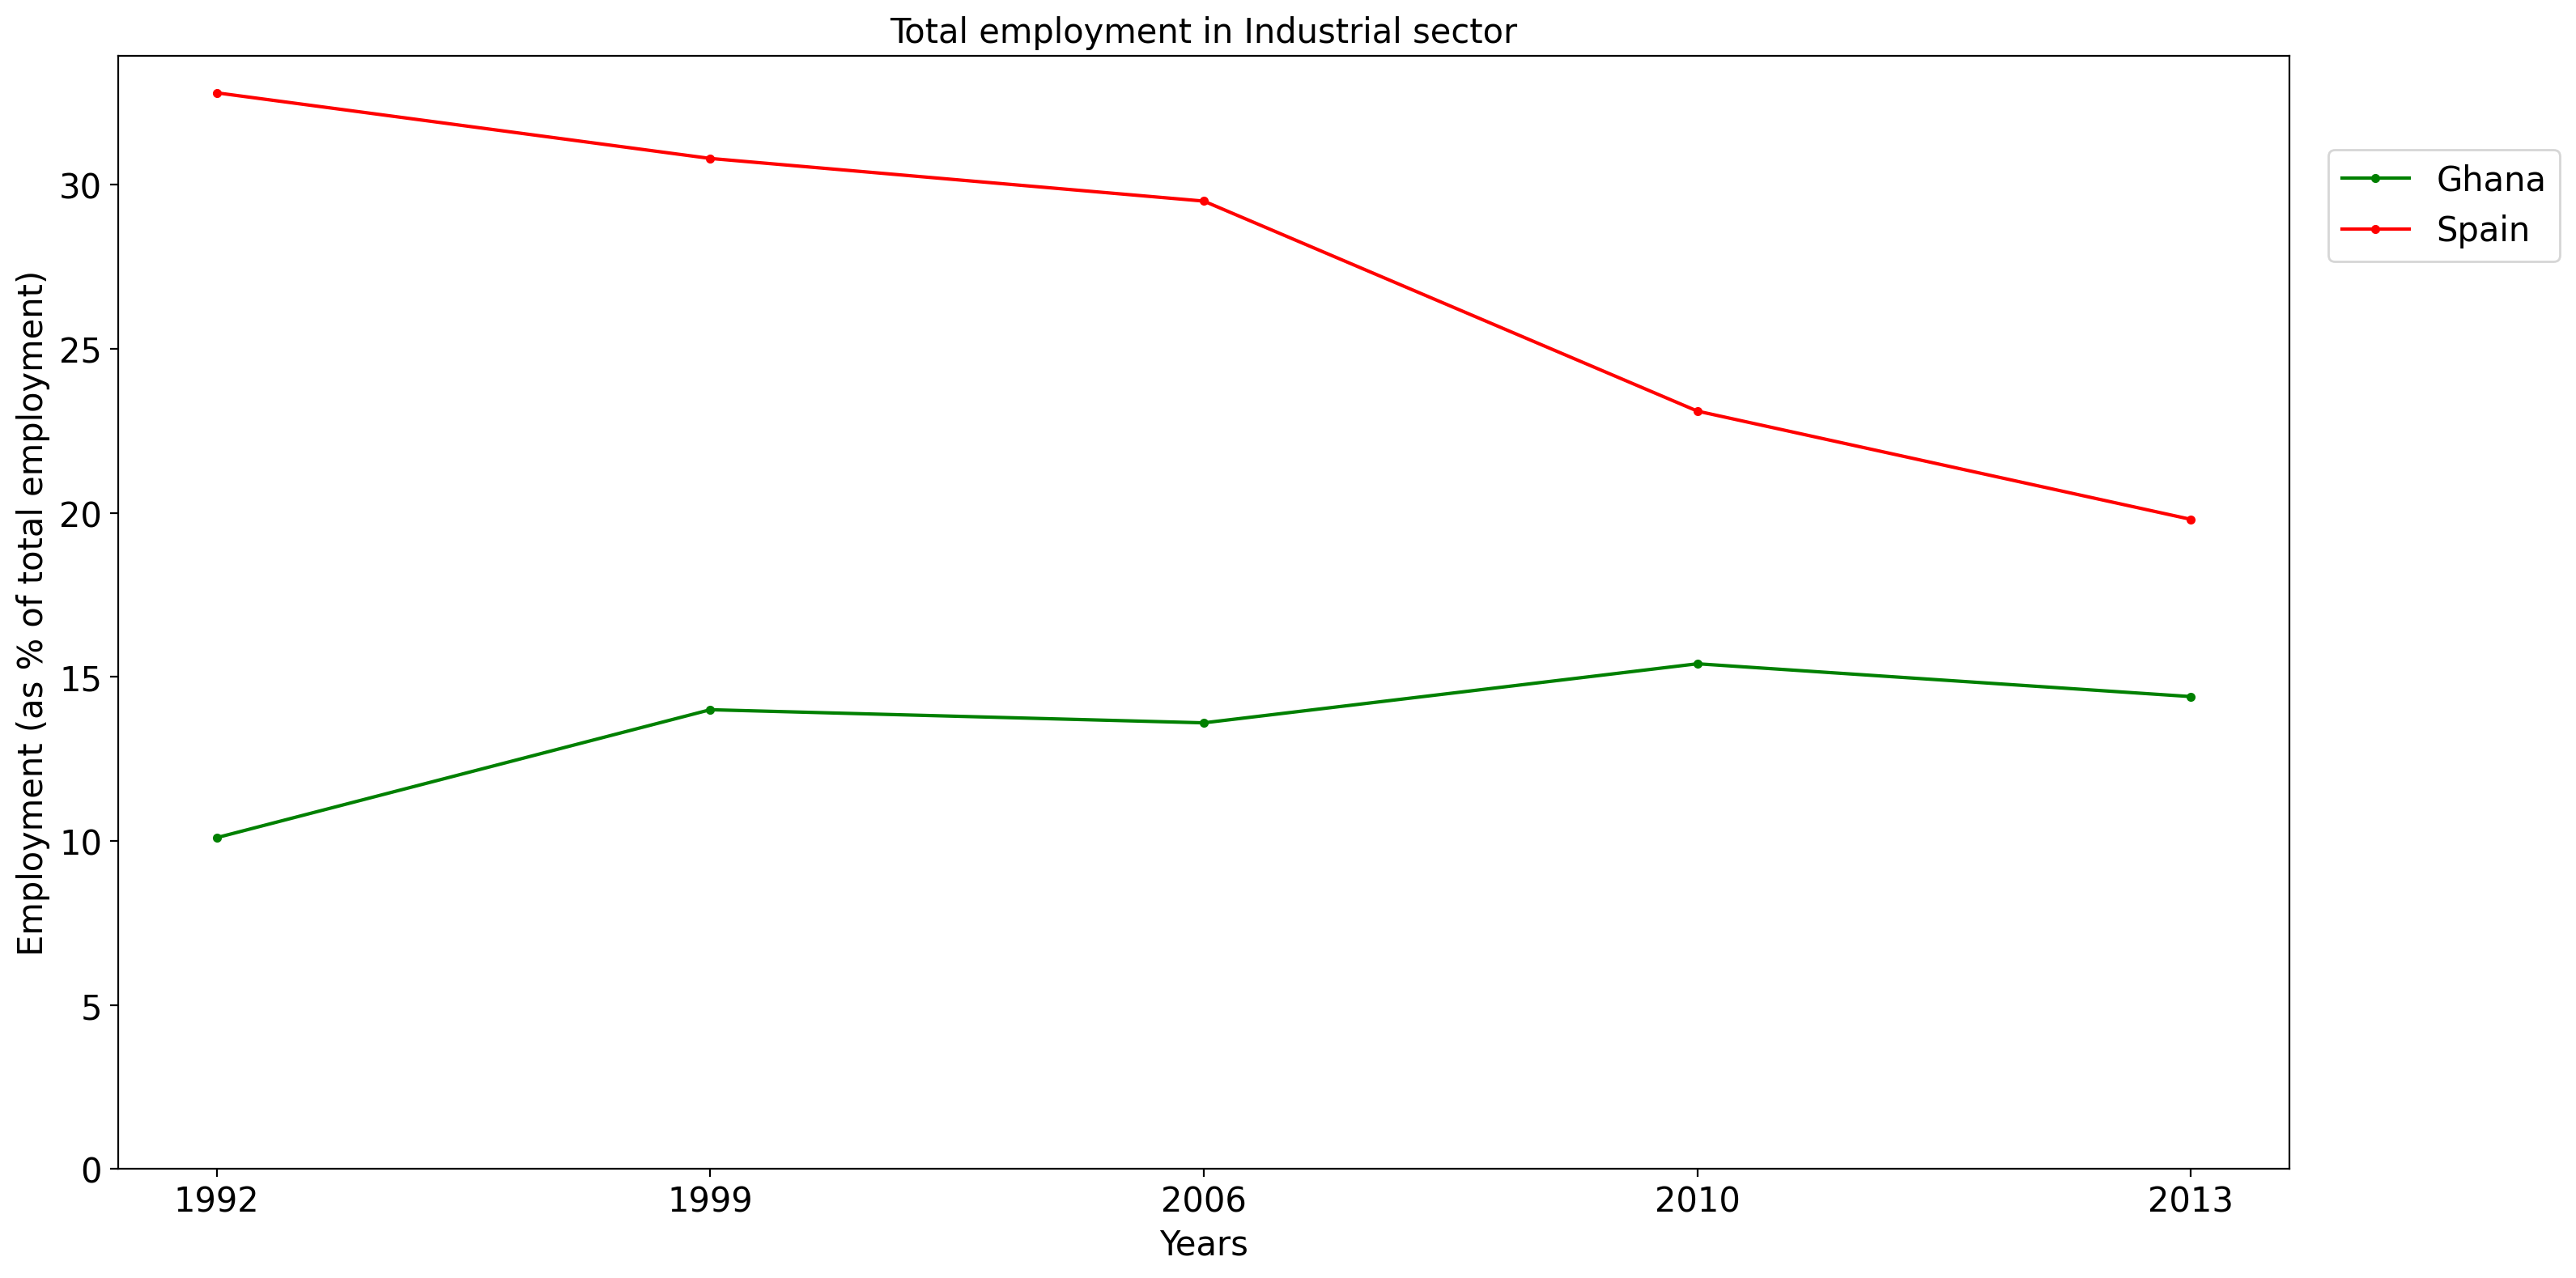 Total employment in Industrial sector
Employment (as % of total employment)
30
25
20
15
10
5
0
1992 1999 2006 2010 2013
Years
Ghana
Spain